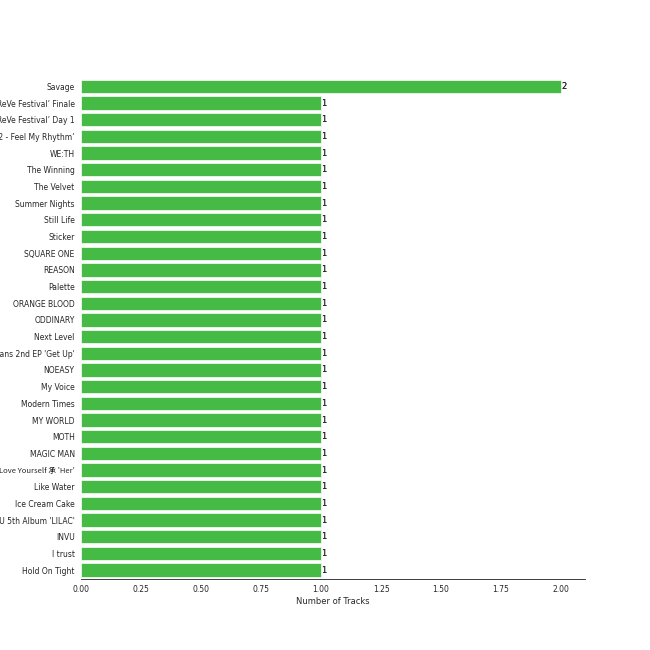 Savage 2
ReVe Festival’ Finale 1
ReVe Festival’ Day 1 1
2 - Feel My Rhythm’ 1
WE:TH 1
The Winning 1
The Velvet 1
Summer Nights 1
Still Life 1
Sticker 1
SQUARE ONE 1
REASON 1
Palette 1
ORANGE BLOOD 1
ODDINARY 1
Next Level 1
ans 2nd EP 'Get Up' 1
NOEASY 1
My Voice 1
Modern Times 1
MY WORLD 1
MOTH 1
MAGIC MAN 1
Love Yourself 承 'Her' 1
Like Water 1
Ice Cream Cake 1
U 5th Album 'LILAC' 1
INVU 1
I trust 1
Hold On Tight 1
0.00 0.25 0.50 0.75 1.00 1.25 1.50 1.75 2.00
Number of Tracks